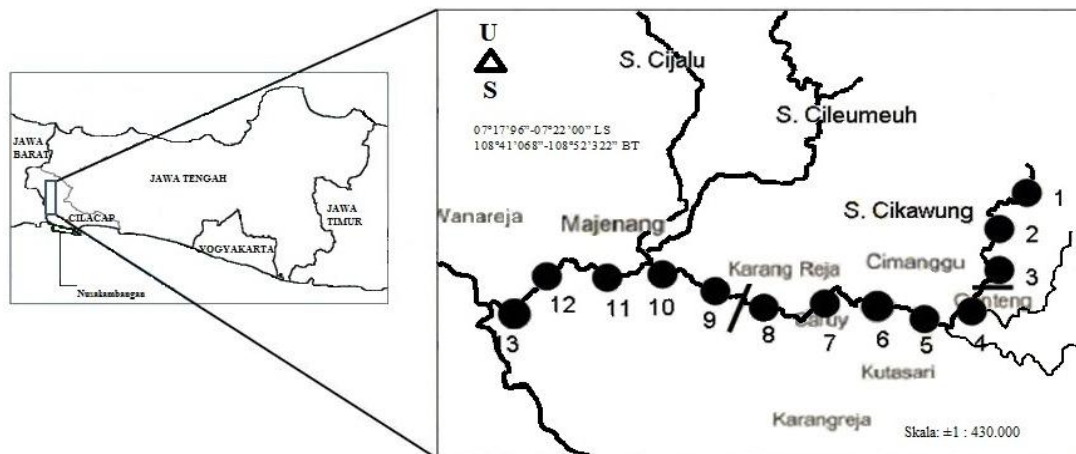 JAWA
BARAT
JAWA TENGAH
JAWA
TIMUR
CILACAP
YOGYAKARTA
Nusakambangan
U
S
07°17’96”-07°22’00” LS
108°41’068”-108°52’322” BT
S. Cijalu
S. Cileumeuh
Wanareja
Majenang
S. Cikawung
Cimanggu
Karang Reja
1
2
3
4
5
6
7
8
9
10
11
12
13
Kutasari
Karangreja
Skala: ±1 : 430.000